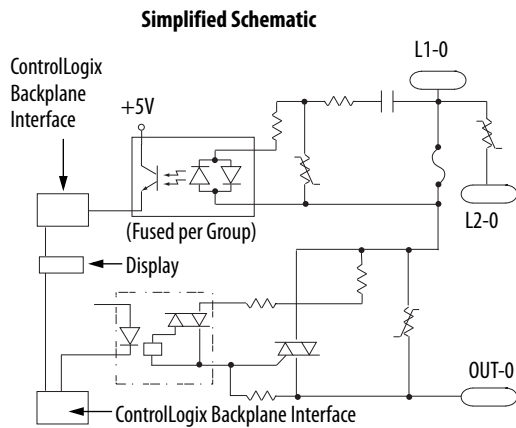 Simplified Schematic
L1-0
ControlLogix
Backplane
Interface
+5V
L2-0
(Fused per Group)
Display
OUT-0
ControlLogix Backplane Interface